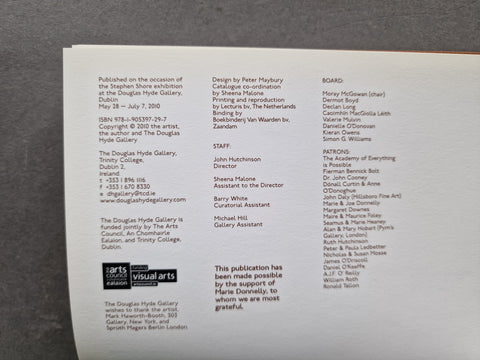 Published on the occasion of
the Stephen Shore exhibition
at the Douglas Hyde Gallery,
Dublin
May 28 – July 7, 2010
ISBN 978-1-905397-29-7
Copyright © 2010 the artist,
the author and The Douglas
Hyde Gallery
The Douglas Hyde Gallery,
Trinity College,
Dublin 2,
Ireland
t +353 1 896 1116
f +353 1 670 8330
e dhgallery@tcd.ie
www.douglashydegallery.com
The Douglas Hyde Gallery is
funded jointly by The Arts
Council, An Chomhairle
Ealaíon, and Trinity College,
Dublin.
arts
council
ealaíon
funding
visual arts
artscouncil.ie
The Douglas Hyde Gallery
wishes to thank the artist,
Mark Heworth-Booth, 303
Gallery, New York, and
Sprüth Magers Berlin London
Design by Peter Maybury
Catalogue co-ordination
by Sheena Malone
Printing and reproduction
by Lecturis bv, The Netherlands
Binding by
Boekbinderij Van Waarden bv,
Zaandam
STAFF:
John Hutchinson
Director
Sheena Malone
Assistant to the Director
Barry White
Curatorial Assistant
Michael Hill
Gallery Assistant
This publication has
been made possible
by the support of
Marie Donnelly, to
whom we are most
grateful.
BOARD:
Morey McGowan (chair)
Dermot Boyd
Declan Long
Caoimhín MacGiolla Léith
Valerie Mulvin
Danielle O'Donovan
Kieran Owens
Simon G. Williams
PATRONS:
The Academy of Everything
is Possible
Fierman Bennink Bolt
Dr. John Cooney
Dónall Curtin & Anne
O'Donoghue
John Daly (Hillsboro Fine Art)
Marie & Joe Donnelly
Margaret Downes
Maire & Maurice Foley
Seamus & Marie Heaney
Alan & Mary Hobart (Pym's
Gallery, London)
Ruth Hutchinson
Peter & Paula Ledbetter
Nicholas & Susan Mosse
James O'Driscoll
Daniel O'Keeffe
A.J.F. O' Reilly
William Roth
Ronald Tallon